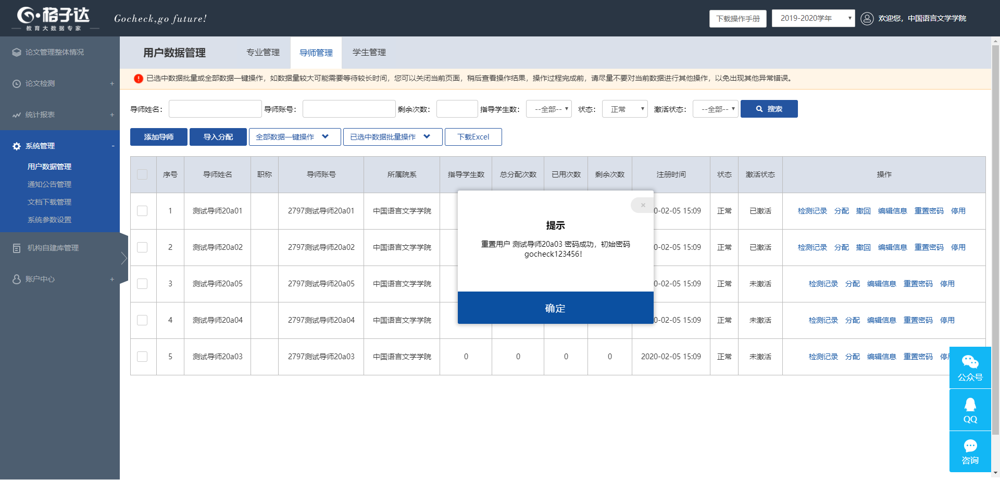 格子达
教育大数据专家
Gocheck,go future!
下载操作手册
2019-2020学年
欢迎您，中国语言文学学院
论文管理整体情况
论文检测 +
统计报表 +
系统管理 -
用户数据管理
通知公告管理
文档下载管理
系统参数设置
机构自建库管理
账户中心 +
用户数据管理 专业管理 导师管理 学生管理
已选中数据批量或全部数据一键操作，如数据量较大可能需要等待较长时间，您可以关闭当前页面，稍后查看操作结果，操作过程完成前，请尽量不要对当前数据进行其他操作，以免出现其他异常错误。
导师姓名： 导师账号： 剩余次数： 指导学生数： --全部-- 状态： 正常 激活状态： --全部-- 搜索
添加导师 导入分配 全部数据一键操作 已选中数据批量操作 下载Excel
序号 导师姓名 职称 导师账号 所属院系 指导学生数 总分配次数 已用次数 剩余次数 注册时间 状态 激活状态 操作
1 测试导师20a01 2797测试导师20a01 中国语言文学学院 0-02-05 15:09 正常 已激活 检测记录 分配 撤回 编辑信息 重置密码 停用
2 测试导师20a02 2797测试导师20a02 中国语言文学学院 0-02-05 15:09 正常 已激活 检测记录 分配 撤回 编辑信息 重置密码 停用
3 测试导师20a05 2797测试导师20a05 中国语言文学学院 0-02-05 15:09 正常 未激活 检测记录 分配 编辑信息 重置密码 停用
4 测试导师20a04 2797测试导师20a04 中国语言文学学院 0-02-05 15:09 正常 未激活 检测记录 分配 编辑信息 重置密码 停用
5 测试导师20a03 2797测试导师20a03 中国语言文学学院 0 0 0 0 2020-02-05 15:09 正常 未激活 检测记录 分配 编辑信息 重置密码 停用
×
提示
重置用户 测试导师20a03 密码成功，初始密码
gocheck123456！
确定
公众号
QQ
咨询